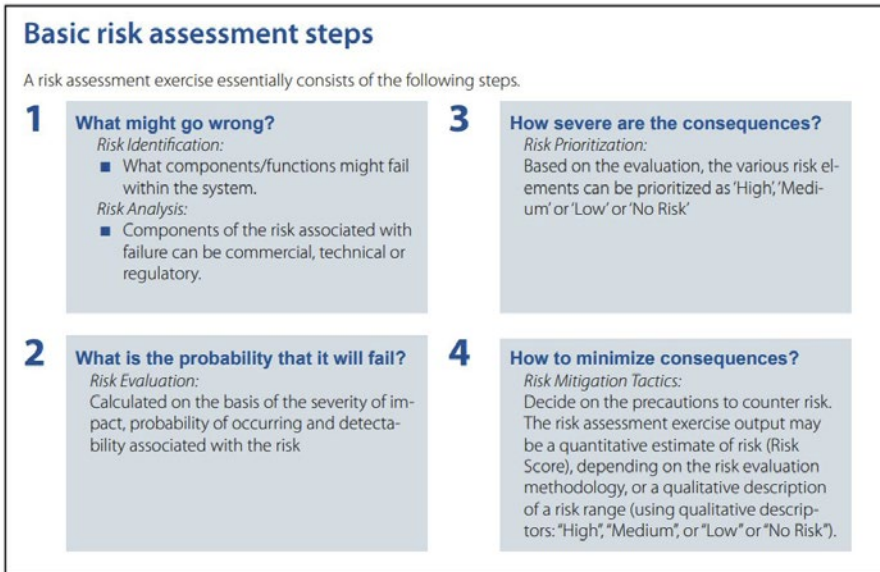 Basic risk assessment steps
A risk assessment exercise essentially consists of the following steps.
1
What might go wrong?
Risk Identification:
■ What components/functions might fail
within the system.
Risk Analysis:
■ Components of the risk associated with
failure can be commercial, technical or
regulatory.
2
What is the probability that it will fail?
Risk Evaluation:
Calculated on the basis of the severity of im-
pact, probability of occurring and detecta-
bility associated with the risk
3
How severe are the consequences?
Risk Prioritization:
Based on the evaluation, the various risk el-
ements can be prioritized as ‘High’, ‘Medi-
um’ or ‘Low’ or ‘No Risk’
4
How to minimize consequences?
Risk Mitigation Tactics:
Decide on the precautions to counter risk.
The risk assessment exercise output may
be a quantitative estimate of risk (Risk
Score), depending on the risk evaluation
methodology, or a qualitative description
of a risk range (using qualitative descrip-
tors: “High”, “Medium”, or “Low” or “No Risk”).